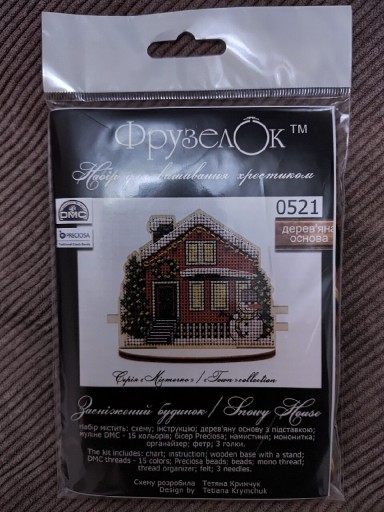 ФрузелОк™
Набір для вишивання хрестиком
DMC
PRECIOSA
0521
дерев'яна
основа
Серія «Містечко» / «Town» collection
Засніжений будинок / Snowy House
Набір містить: схему; інструкцію; дерев'яну основу з підставкою;
муліне DMC - 15 кольорів; бісер Preciosa; намистини; мононитка;
органайзер; фетр; 3 голки.
The kit includes: chart; instruction; wooden base with a stand;
DMC threads - 15 colors; Preciosa beads; beads; mono thread;
thread organizer; felt; 3 needles.
Схему розробила Тетяна Кримчук
Design by Tetiana Krymchuk